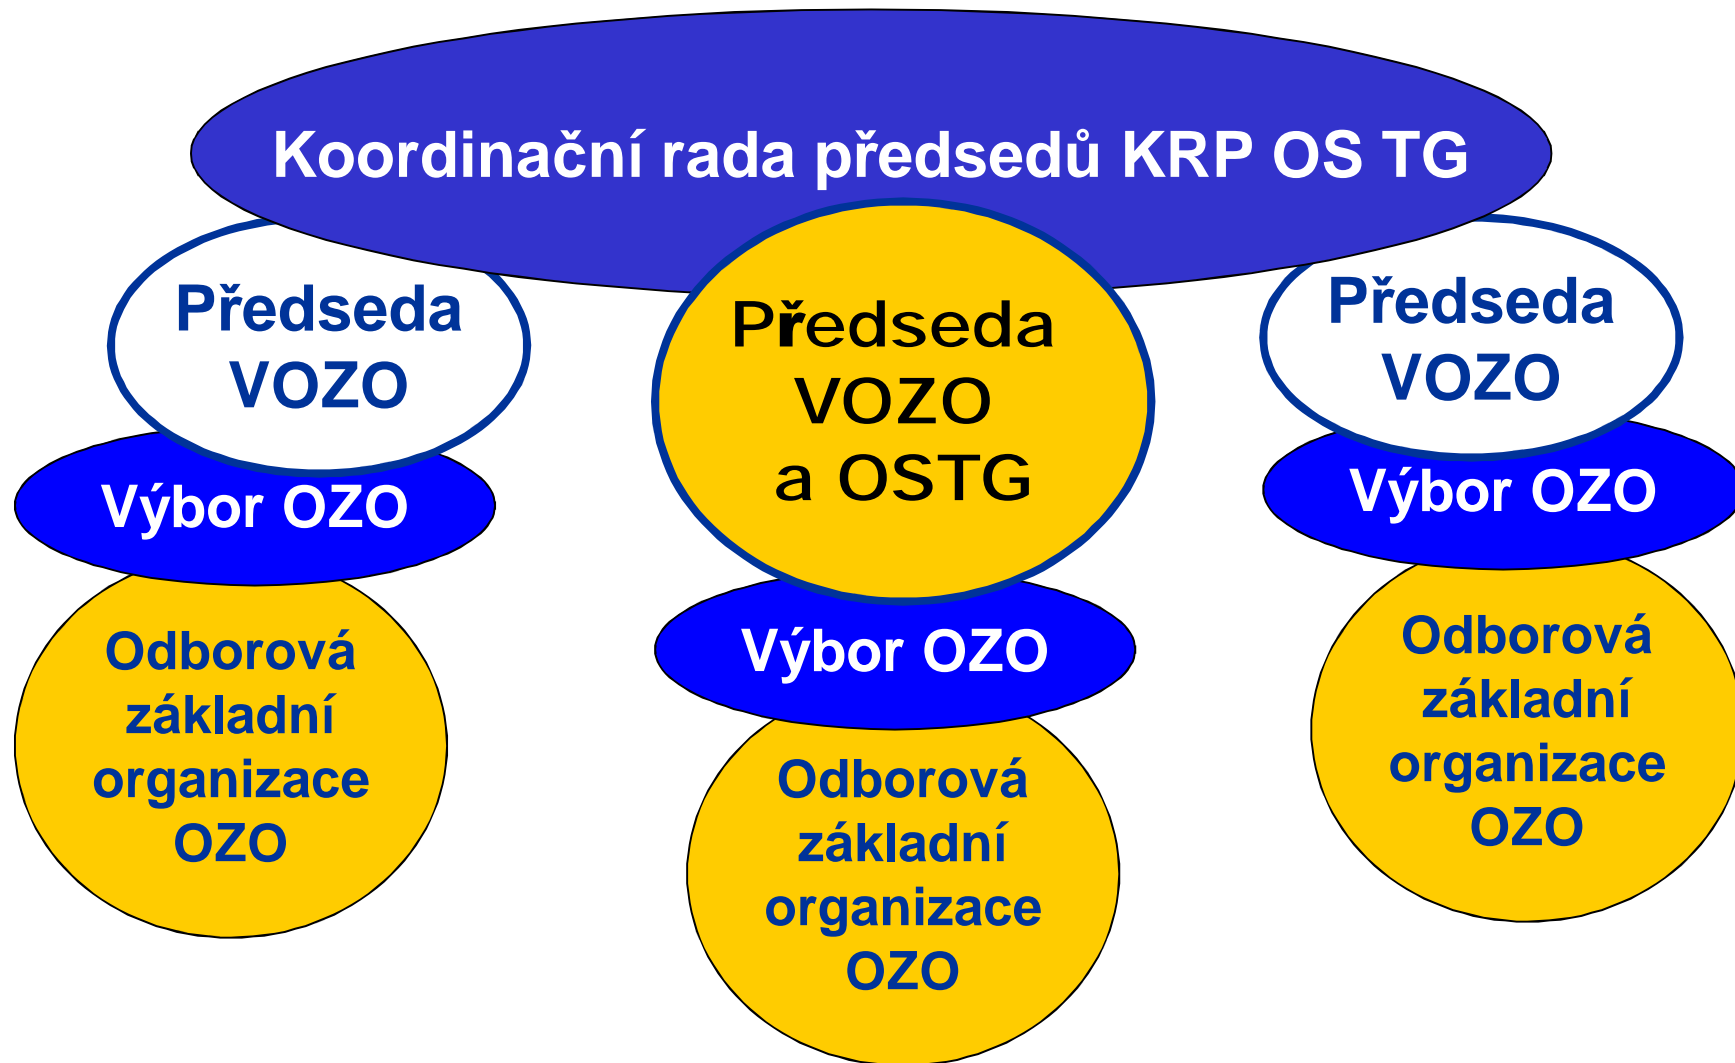 Koordinační rada předsedů KRP OS TG
Předseda
VOZO
Výbor OZO
Odborová
základní
organizace
OZO
Předseda
VOZO
a OSTG
Výbor OZO
Odborová
základní
organizace
OZO
Předseda
VOZO
Výbor OZO
Odborová
základní
organizace
OZO